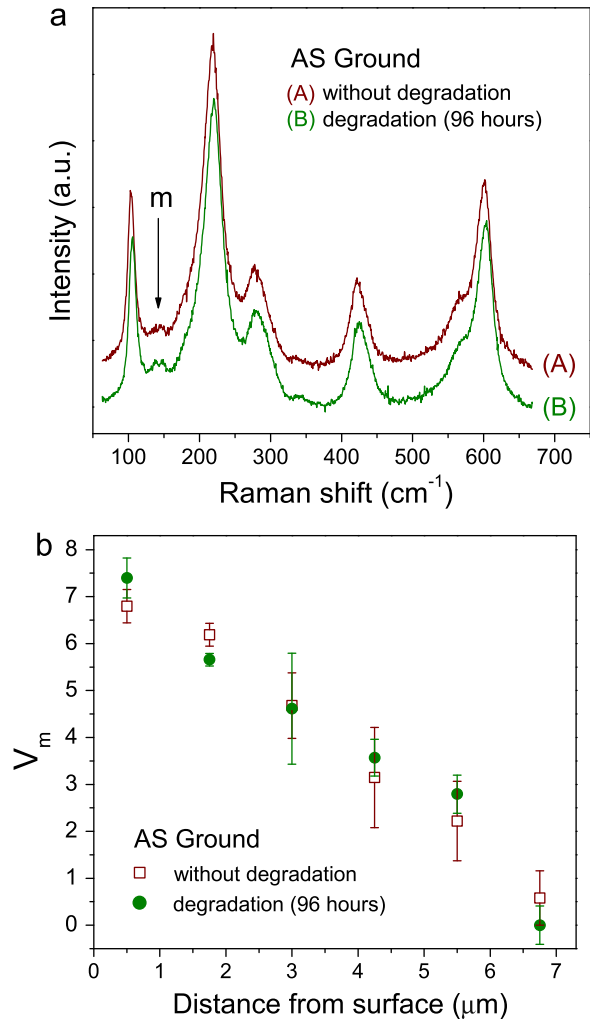 a
AS Ground
(A) without degradation
(B) degradation (96 hours)
m
Intensity (a.u.)
(A)
(B)
100 200 300 400 500 600 700
Raman shift (cm⁻¹)
b
8
7
6
5
4
3
2
1
0
Vₘ
AS Ground
without degradation
degradation (96 hours)
0 1 2 3 4 5 6 7
Distance from surface (μm)